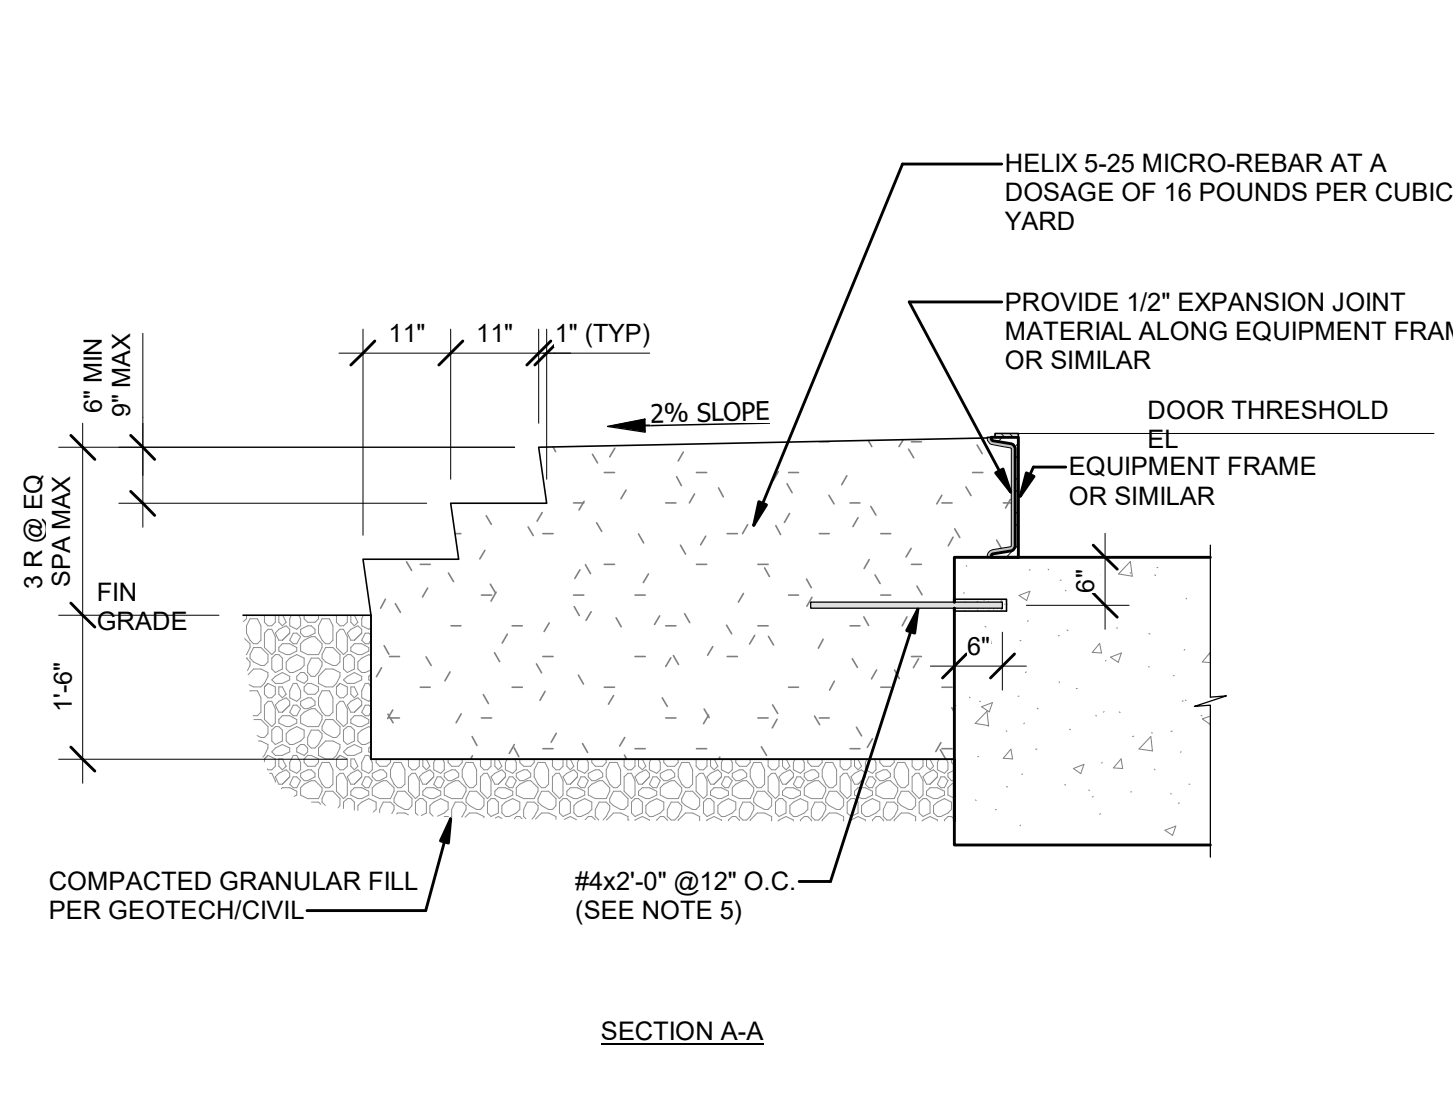 HELIX 5-25 MICRO-REBAR AT A
DOSAGE OF 16 POUNDS PER CUBIC
YARD
PROVIDE 1/2" EXPANSION JOINT
MATERIAL ALONG EQUIPMENT FRAM
OR SIMILAR
11"
11"
1" (TYP)
6" MIN
9" MAX
2% SLOPE
DOOR THRESHOLD
EL
EQUIPMENT FRAME
OR SIMILAR
3 R @ EQ
SPA MAX
FIN
GRADE
6"
6"
1'-6"
COMPACTED GRANULAR FILL
PER GEOTECH/CIVIL
#4x2'-0" @12" O.C.
(SEE NOTE 5)
SECTION A-A